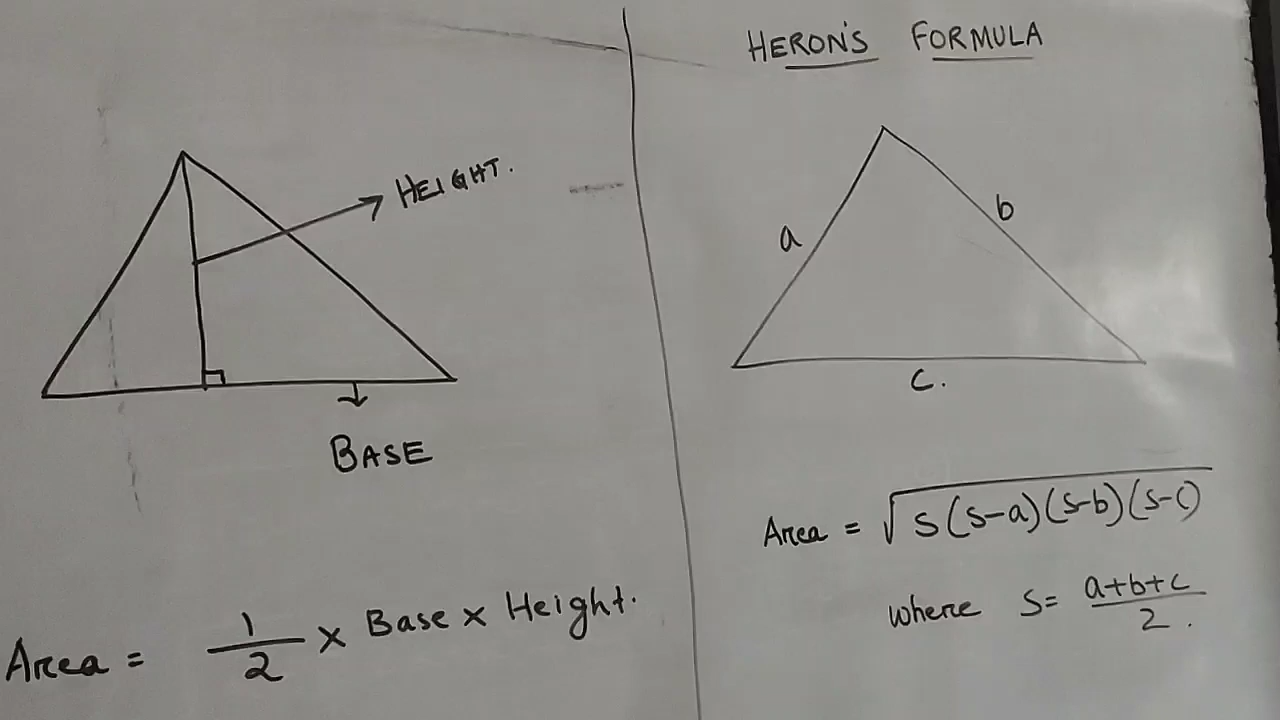 HEIGHT.
BASE
Area = 1/2 × Base × Height.
HERON'S FORMULA
a
b
c.
Area = √s(s-a)(s-b)(s-c)
where s= a+b+c/2.